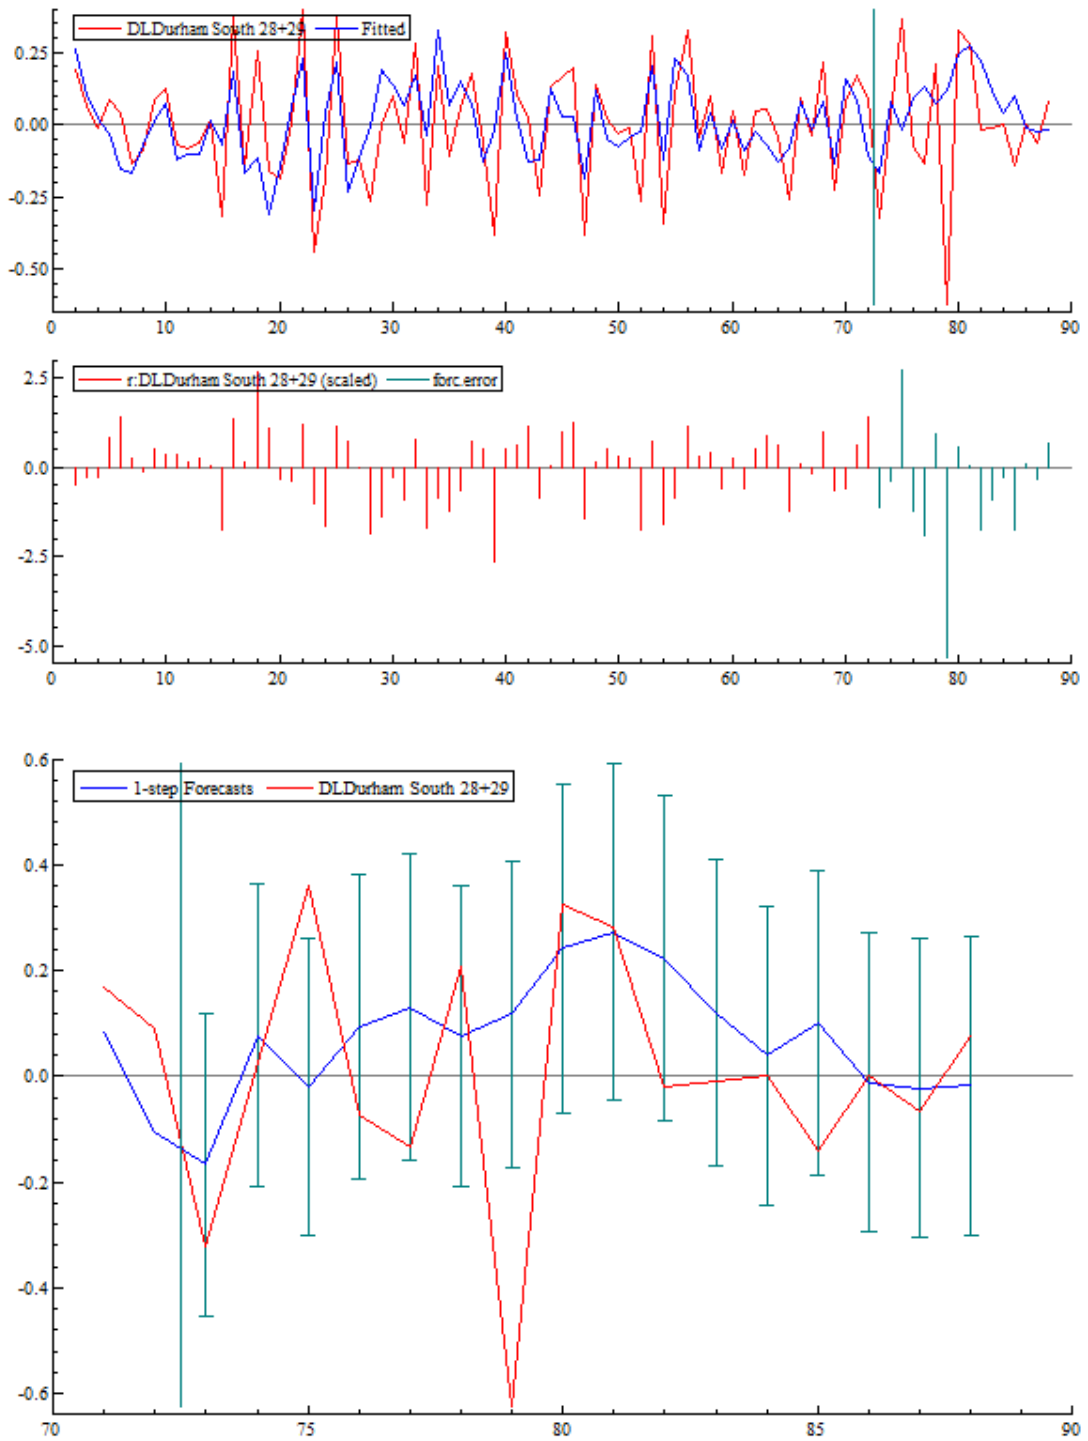 DLDurham South 28+29 Fitted
0.25
0.00
-0.25
-0.50
0 10 20 30 40 50 60 70 80 90
r:DLDurham South 28+29 (scaled) forc.error
2.5
0.0
-2.5
-5.0
0 10 20 30 40 50 60 70 80 90
0.6
1-step Forecasts DLDurham South 28+29
0.4
0.2
0.0
-0.2
-0.4
-0.6
70 75 80 85 90